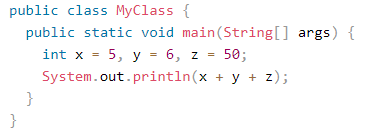 public class MyClass {
  public static void main(String[] args) {
    int x = 5, y = 6, z = 50;
    System.out.println(x + y + z);
  }
}